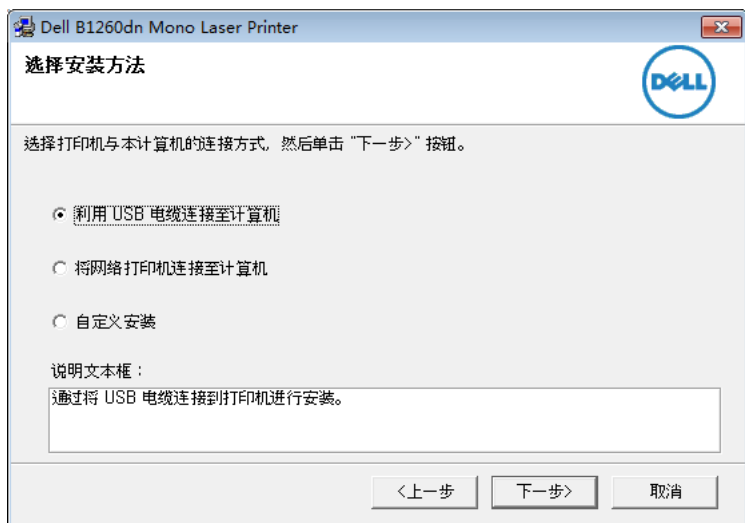 Dell B1260dn Mono Laser Printer
选择安装方法
DELL
选择打印机与本计算机的连接方式, 然后单击 "下一步>" 按钮。
利用 USB 电缆连接至计算机
将网络打印机连接至计算机
自定义安装
说明文本框：
通过将 USB 电缆连接到打印机进行安装。
<上一步
下一步>
取消